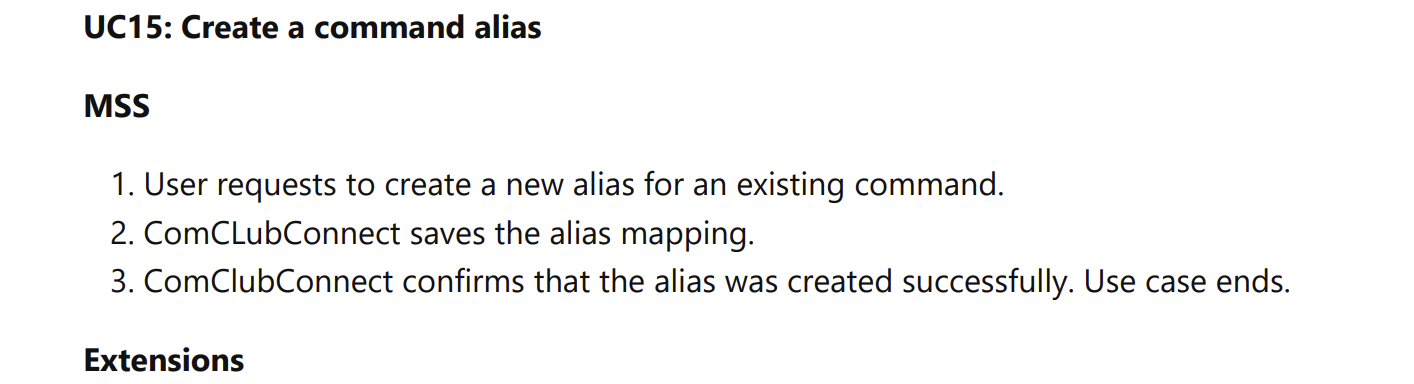 UC15: Create a command alias
MSS
1. User requests to create a new alias for an existing command.
2. ComCLubConnect saves the alias mapping.
3. ComClubConnect confirms that the alias was created successfully. Use case ends.
Extensions